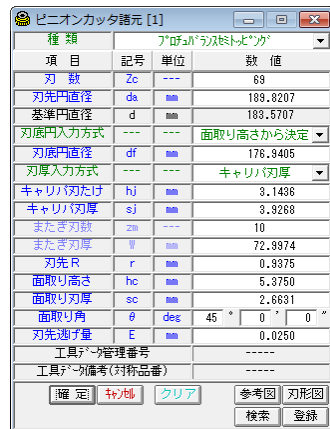 ピニオンカッタ諸元 [1]
種 類 プロチュバランスセミトッピング
項 目 記号 単位 数 値
刃 数 Zc --- 69
刃先円直径 da mm 189.8207
基準円直径 d mm 183.5707
刃底円入力方式 --- --- 面取り高さから決定
刃底円直径 df mm 176.9405
刃厚入力方式 --- --- キャリパ刃厚
キャリパ刃たけ hj mm 3.1436
キャリパ刃厚 sj mm 3.9268
またぎ刃数 zm --- 10
またぎ刃厚 W mm 72.9974
刃先R r mm 0.9375
面取り高さ hc mm 5.3750
面取り刃厚 sc mm 2.6631
面取り角 θ deg 45 ° 0 ' 0 "
刃先逃げ量 E mm 0.0250
工具データ管理番号 -----
工具データ備考(対称品番) -----
確 定 キャンセル クリア 参考図 刃形図
検索 登録